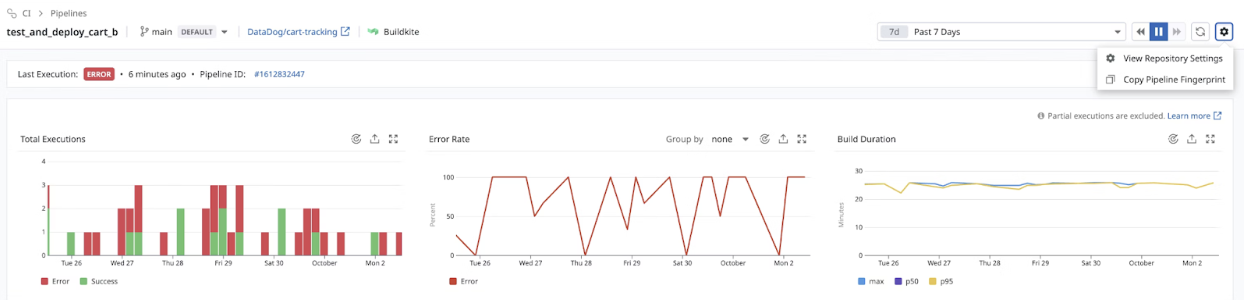 CI > Pipelines
test_and_deploy_cart_b main DEFAULT DataDog/cart-tracking Buildkite 7d Past 7 Days
View Repository Settings
Copy Pipeline Fingerprint
Last Execution: ERROR • 6 minutes ago • Pipeline ID: #1612832447
Partial executions are excluded. Learn more
Total Executions
4
3
2
1
0
Tue 26 Wed 27 Thu 28 Fri 29 Sat 30 October Mon 2
Error Success
Error Rate Group by none
Percent
100
50
0
Tue 26 Wed 27 Thu 28 Fri 29 Sat 30 October Mon 2
Error
Build Duration
Minutes
30
20
10
0
Tue 26 Wed 27 Thu 28 Fri 29 Sat 30 October Mon 2
max p50 p95